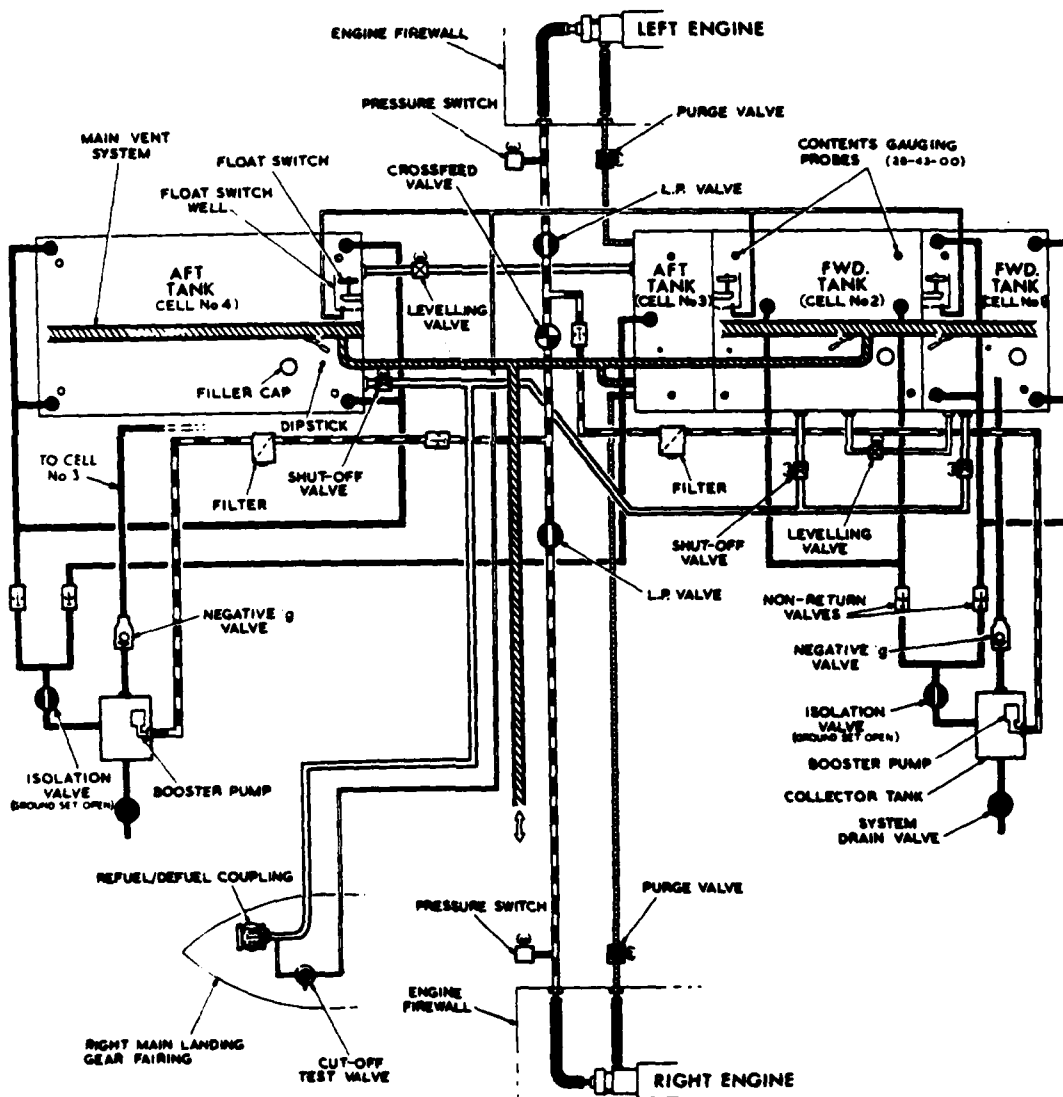 LEFT ENGINE
ENGINE FIREWALL
PRESSURE SWITCH
PURGE VALVE
MAIN VENT
SYSTEM
FLOAT SWITCH
FLOAT SWITCH
WELL
CROSSFEED
VALVE
CONTENTS GAUGING
PROBES (28-43-00)
L.P. VALVE
AFT
TANK
(CELL No 4)
LEVELLING
VALVE
AFT
TANK
(CELL No 3)
FWD.
TANK
(CELL No 2)
FWD.
TANK
CELL No
FILLER CAP
DIPSTICK
TO CELL
No 3
FILTER
SHUT-OFF
VALVE
FILTER
SHUT-OFF
VALVE
LEVELLING
VALVE
L.P. VALVE
NEGATIVE g
VALVE
NON-RETURN
VALVES
NEGATIVE g
VALVE
ISOLATION
VALVE
(GROUND SET OPEN)
BOOSTER PUMP
ISOLATION
VALVE
(GROUND SET OPEN)
BOOSTER PUMP
COLLECTOR TANK
SYSTEM
DRAIN VALVE
REFUEL/DEFUEL COUPLING
PRESSURE SWITCH
PURGE VALVE
ENGINE
FIREWALL
RIGHT MAIN LANDING
GEAR FAIRING
CUT-OFF
TEST VALVE
RIGHT ENGINE